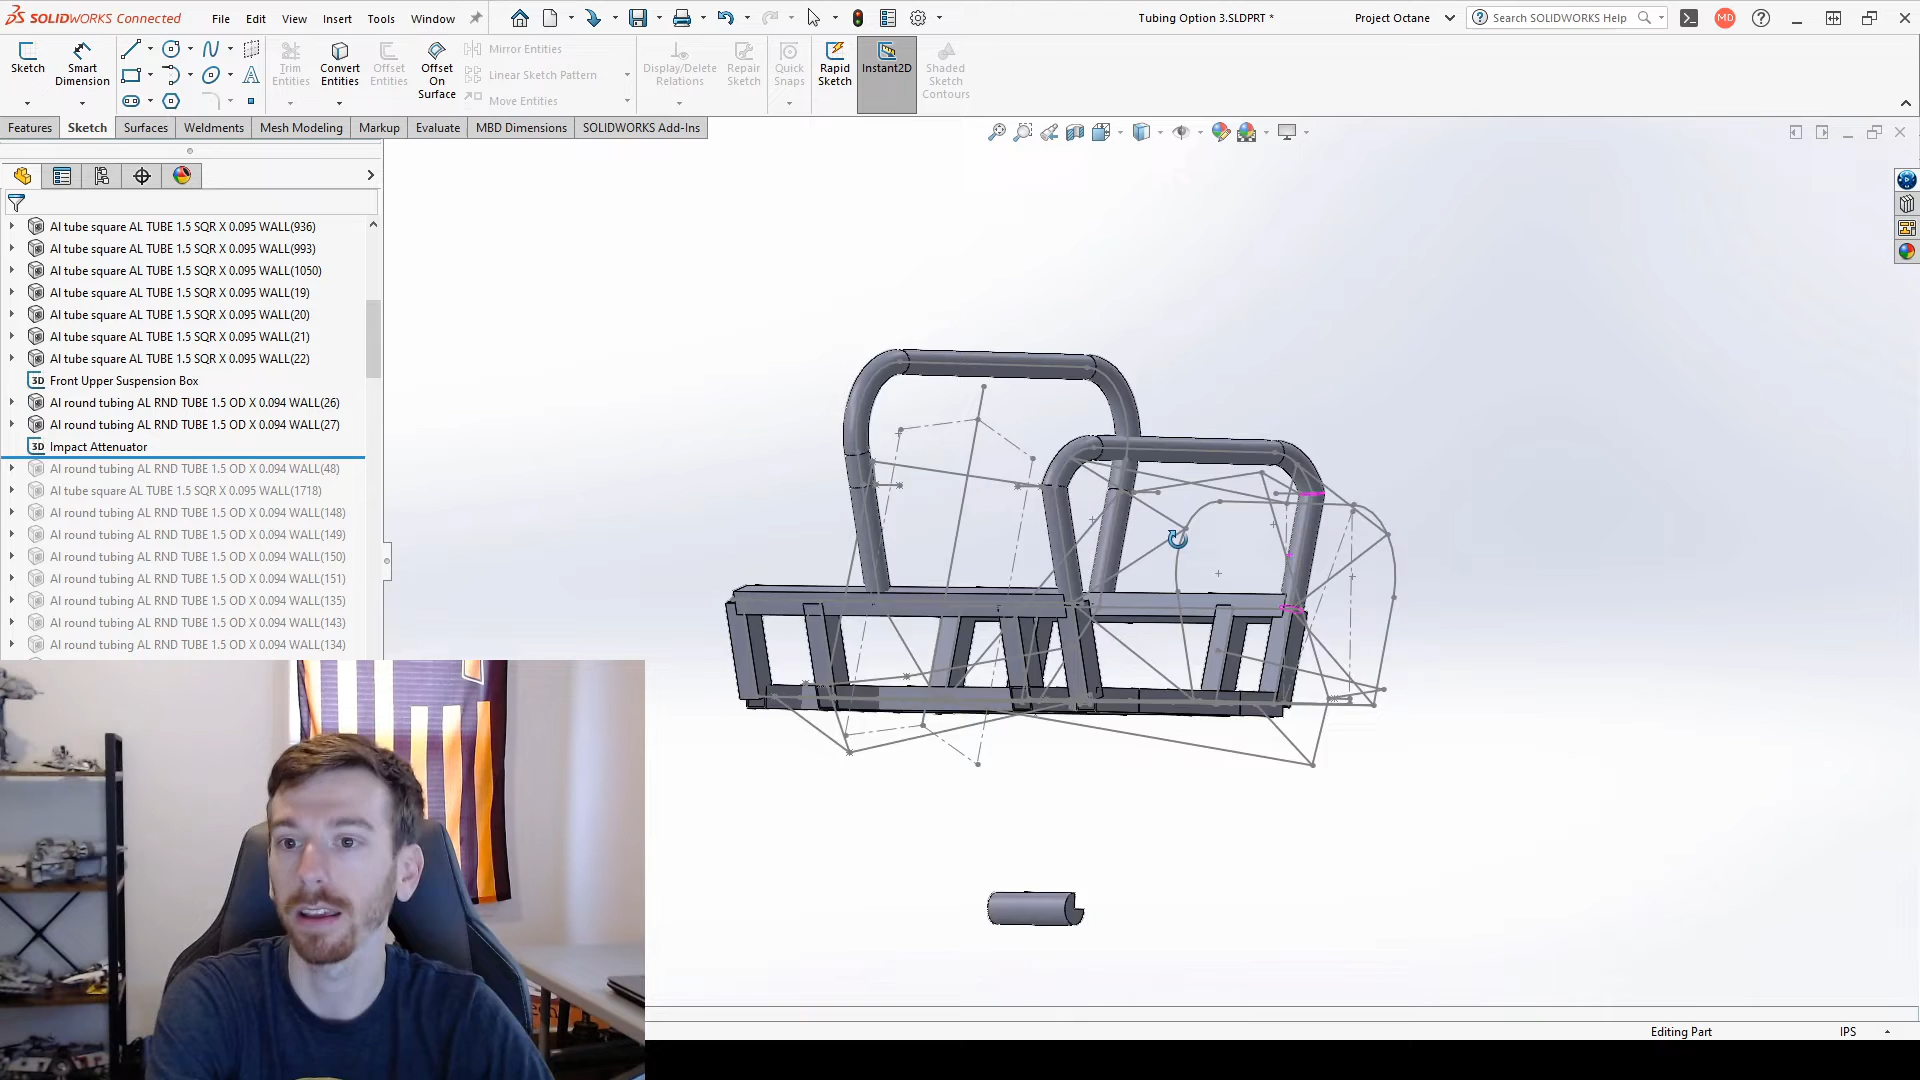 SOLIDWORKS Connected
File
Edit
View
Insert
Tools
Window
Tubing Option 3.SLDPRT *
Project Octane
Search SOLIDWORKS Help
MD
Sketch
Smart Dimension
Trim Entities
Convert Entities
Offset Entities
Offset On Surface
Mirror Entities
Linear Sketch Pattern
Move Entities
Display/Delete Relations
Repair Sketch
Quick Snaps
Rapid Sketch
Instant2D
Shaded Sketch Contours
Features
Sketch
Surfaces
Weldments
Mesh Modeling
Markup
Evaluate
MBD Dimensions
SOLIDWORKS Add-Ins
Al tube square AL TUBE 1.5 SQR X 0.095 WALL(936)
Al tube square AL TUBE 1.5 SQR X 0.095 WALL(993)
Al tube square AL TUBE 1.5 SQR X 0.095 WALL(1050)
Al tube square AL TUBE 1.5 SQR X 0.095 WALL(19)
Al tube square AL TUBE 1.5 SQR X 0.095 WALL(20)
Al tube square AL TUBE 1.5 SQR X 0.095 WALL(21)
Al tube square AL TUBE 1.5 SQR X 0.095 WALL(22)
3D Front Upper Suspension Box
Al round tubing AL RND TUBE 1.5 OD X 0.094 WALL(26)
Al round tubing AL RND TUBE 1.5 OD X 0.094 WALL(27)
3D Impact Attenuator
Al round tubing AL RND TUBE 1.5 OD X 0.094 WALL(48)
Al tube square AL TUBE 1.5 SQR X 0.095 WALL(1718)
Al round tubing AL RND TUBE 1.5 OD X 0.094 WALL(148)
Al round tubing AL RND TUBE 1.5 OD X 0.094 WALL(149)
Al round tubing AL RND TUBE 1.5 OD X 0.094 WALL(150)
Al round tubing AL RND TUBE 1.5 OD X 0.094 WALL(151)
Al round tubing AL RND TUBE 1.5 OD X 0.094 WALL(135)
Al round tubing AL RND TUBE 1.5 OD X 0.094 WALL(143)
Al round tubing AL RND TUBE 1.5 OD X 0.094 WALL(134)
Editing Part
IPS